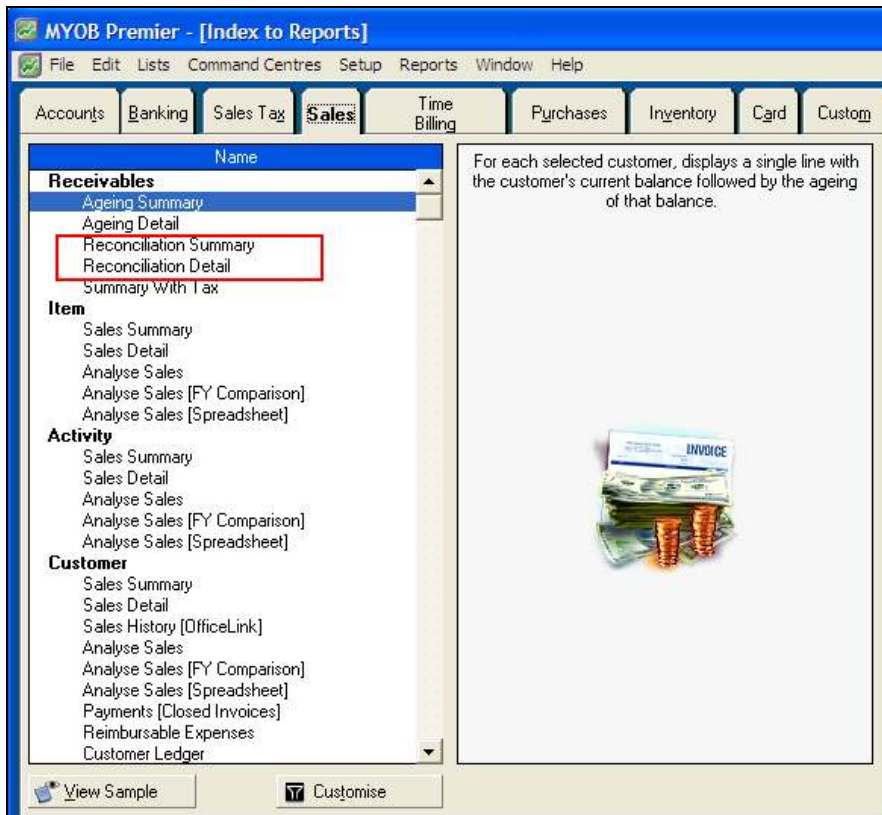 MYOB Premier - [Index to Reports]
File Edit Lists Command Centres Setup Reports Window Help
Accounts Banking Sales Tax Sales Time Billing Purchases Inventory Card Custom
Name
Receivables
Ageing Summary
Ageing Detail
Reconciliation Summary
Reconciliation Detail
Summary With Tax
Item
Sales Summary
Sales Detail
Analyse Sales
Analyse Sales [FY Comparison]
Analyse Sales [Spreadsheet]
Activity
Sales Summary
Sales Detail
Analyse Sales
Analyse Sales [FY Comparison]
Analyse Sales [Spreadsheet]
Customer
Sales Summary
Sales Detail
Sales History [OfficeLink]
Analyse Sales
Analyse Sales [FY Comparison]
Analyse Sales [Spreadsheet]
Payments [Closed Invoices]
Reimbursable Expenses
Customer Ledger
For each selected customer, displays a single line with
the customer's current balance followed by the ageing
of that balance.
INVOICE
View Sample
Customise